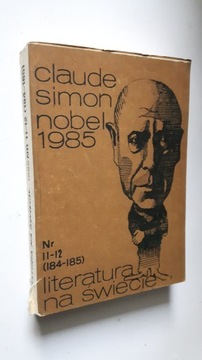 claude
simon
nobel
1985
Nr
11-12
(184-185)
literatura
na świecie